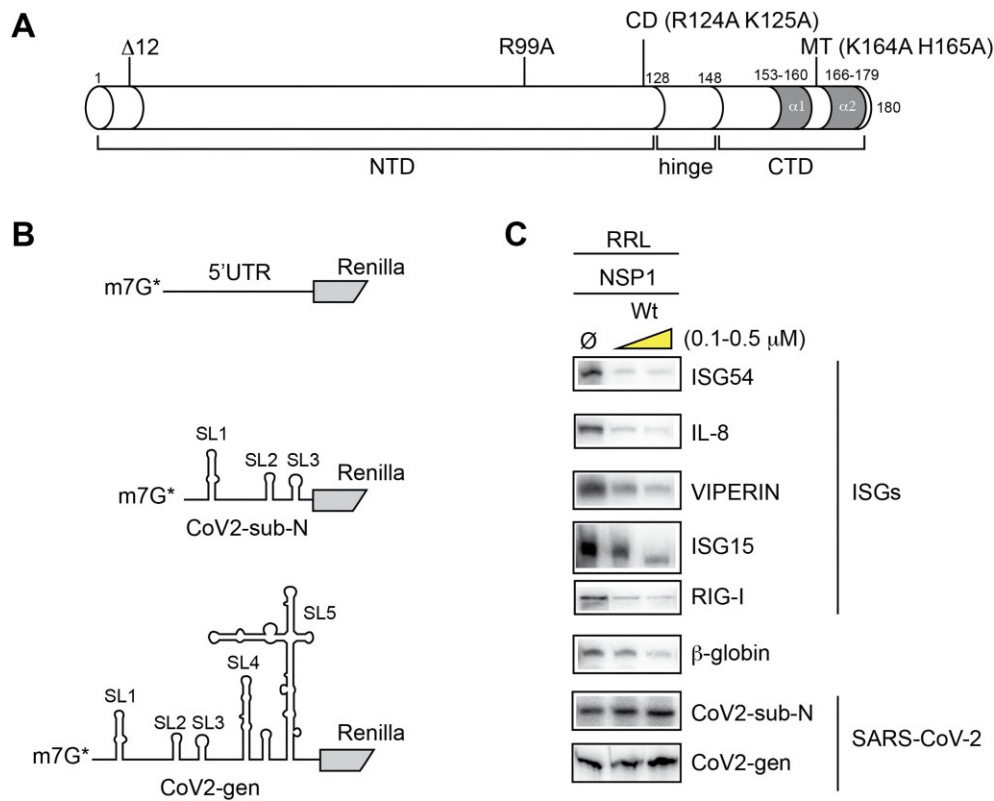 A
CD (R124A K125A)
Δ12
R99A
MT (K164A H165A)
1
128
148
153-160
166-179
α1
α2
180
NTD
hinge
CTD
B
5'UTR
Renilla
m7G*
SL1
SL2
SL3
Renilla
m7G*
CoV2-sub-N
SL5
SL4
SL1
SL2
SL3
Renilla
m7G*
CoV2-gen
C
RRL
NSP1
Wt
Ø
(0.1-0.5 μM)
ISG54
IL-8
VIPERIN
ISGs
ISG15
RIG-I
β-globin
CoV2-sub-N
SARS-CoV-2
CoV2-gen